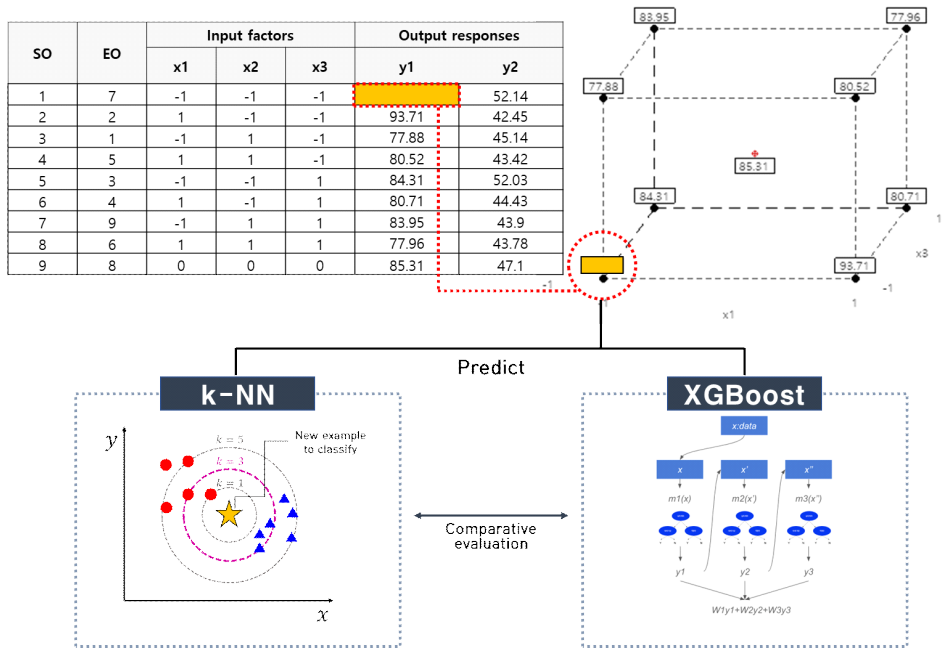 SO EO Input factors Output responses
x1 x2 x3 y1 y2
1 7 -1 -1 -1 52.14
2 2 1 -1 -1 93.71 42.45
3 1 -1 1 -1 77.88 45.14
4 5 1 1 -1 80.52 43.42
5 3 -1 -1 1 84.31 52.03
6 4 1 -1 1 80.71 44.43
7 9 -1 1 1 83.95 43.9
8 6 1 1 1 77.96 43.78
9 8 0 0 0 85.31 47.1
83.95 77.96
77.88 80.52
85.31
84.31 80.71
1
x3
93.71
-1 -1
1
x1
Predict
k-NN
y
k = 5
k = 3
k = 1
New example
to classify
x
Comparative
evaluation
XGBoost
x:data
x x' x"
m1(x) m2(x') m3(x")
y1 y2 y3
W1y1+W2y2+W3y3